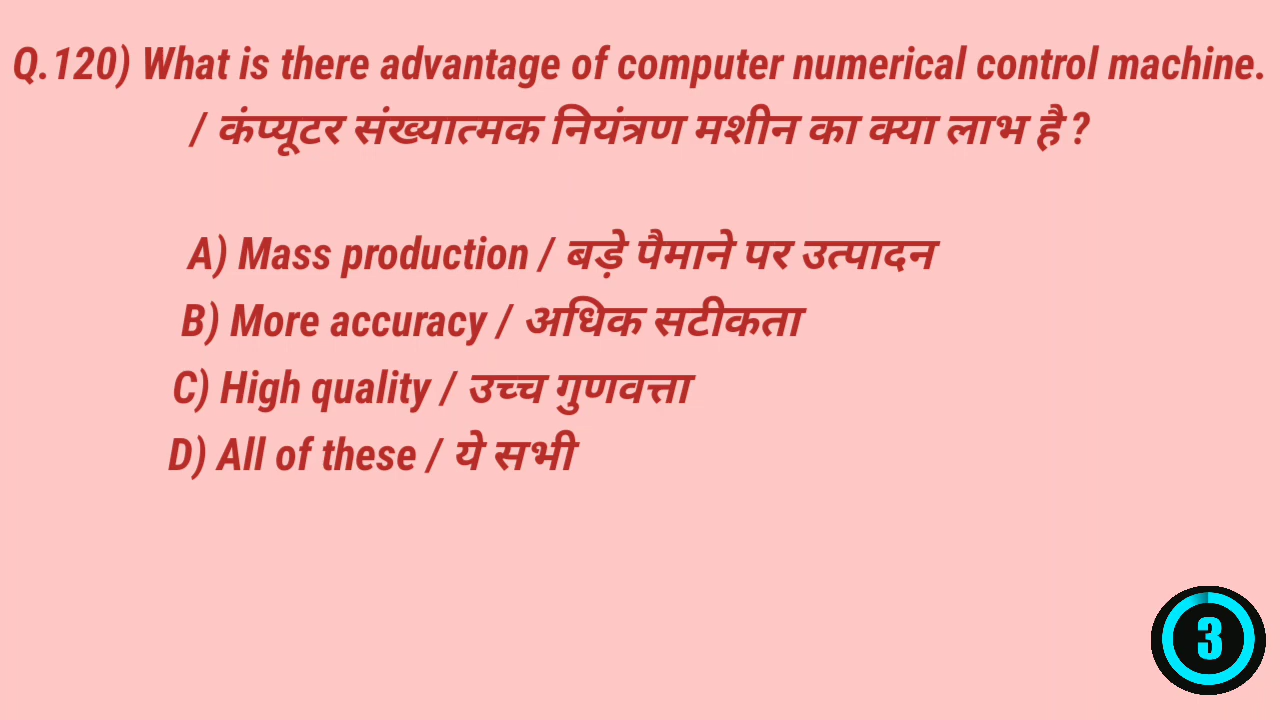 Q.120) What is there advantage of computer numerical control machine.
/ कंप्यूटर संख्यात्मक नियंत्रण मशीन का क्या लाभ है ?
A) Mass production / बड़े पैमाने पर उत्पादन
B) More accuracy / अधिक सटीकता
C) High quality / उच्च गुणवत्ता
D) All of these / ये सभी
3